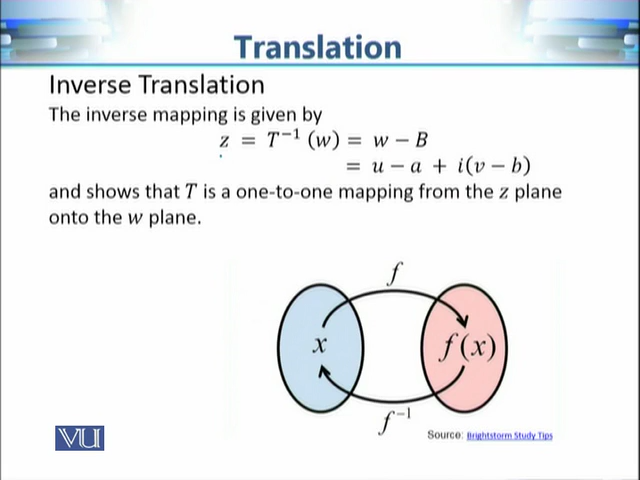 Translation
Inverse Translation
The inverse mapping is given by
z = T⁻¹ (w) = w − B
= u − a + i(v − b)
and shows that T is a one-to-one mapping from the z plane
onto the w plane.
f
x
f(x)
f⁻¹
VU
Source: Brightstorm Study Tips